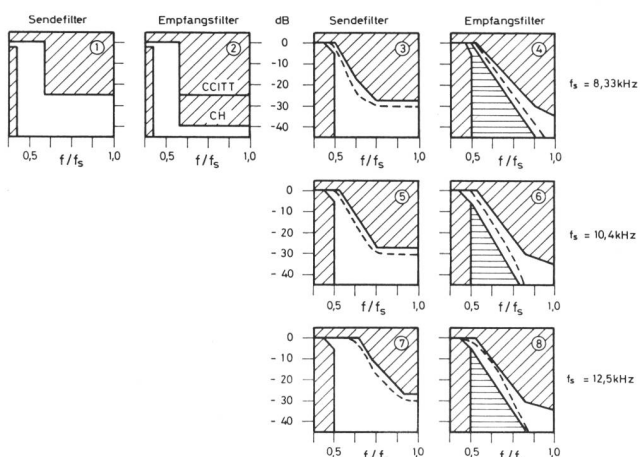 Sendefilter Empfangsfilter dB Sendefilter Empfangsfilter
1 2 0 3 4
-10
CCITT -20 fs = 8,33kHz
CH -30
-40
0,5 1,0 0,5 1,0 0,5 1,0 0,5 1,0
f/fs f/fs f/fs f/fs
0 5 6
- 10
- 20 fs = 10,4kHz
- 30
- 40
0,5 1,0 0,5 1,0
f/fs f/fs
0 7 8
- 10
- 20 fs = 12,5kHz
- 30
- 40
0,5 1,0 0,5 1,0
f/fs f/fs